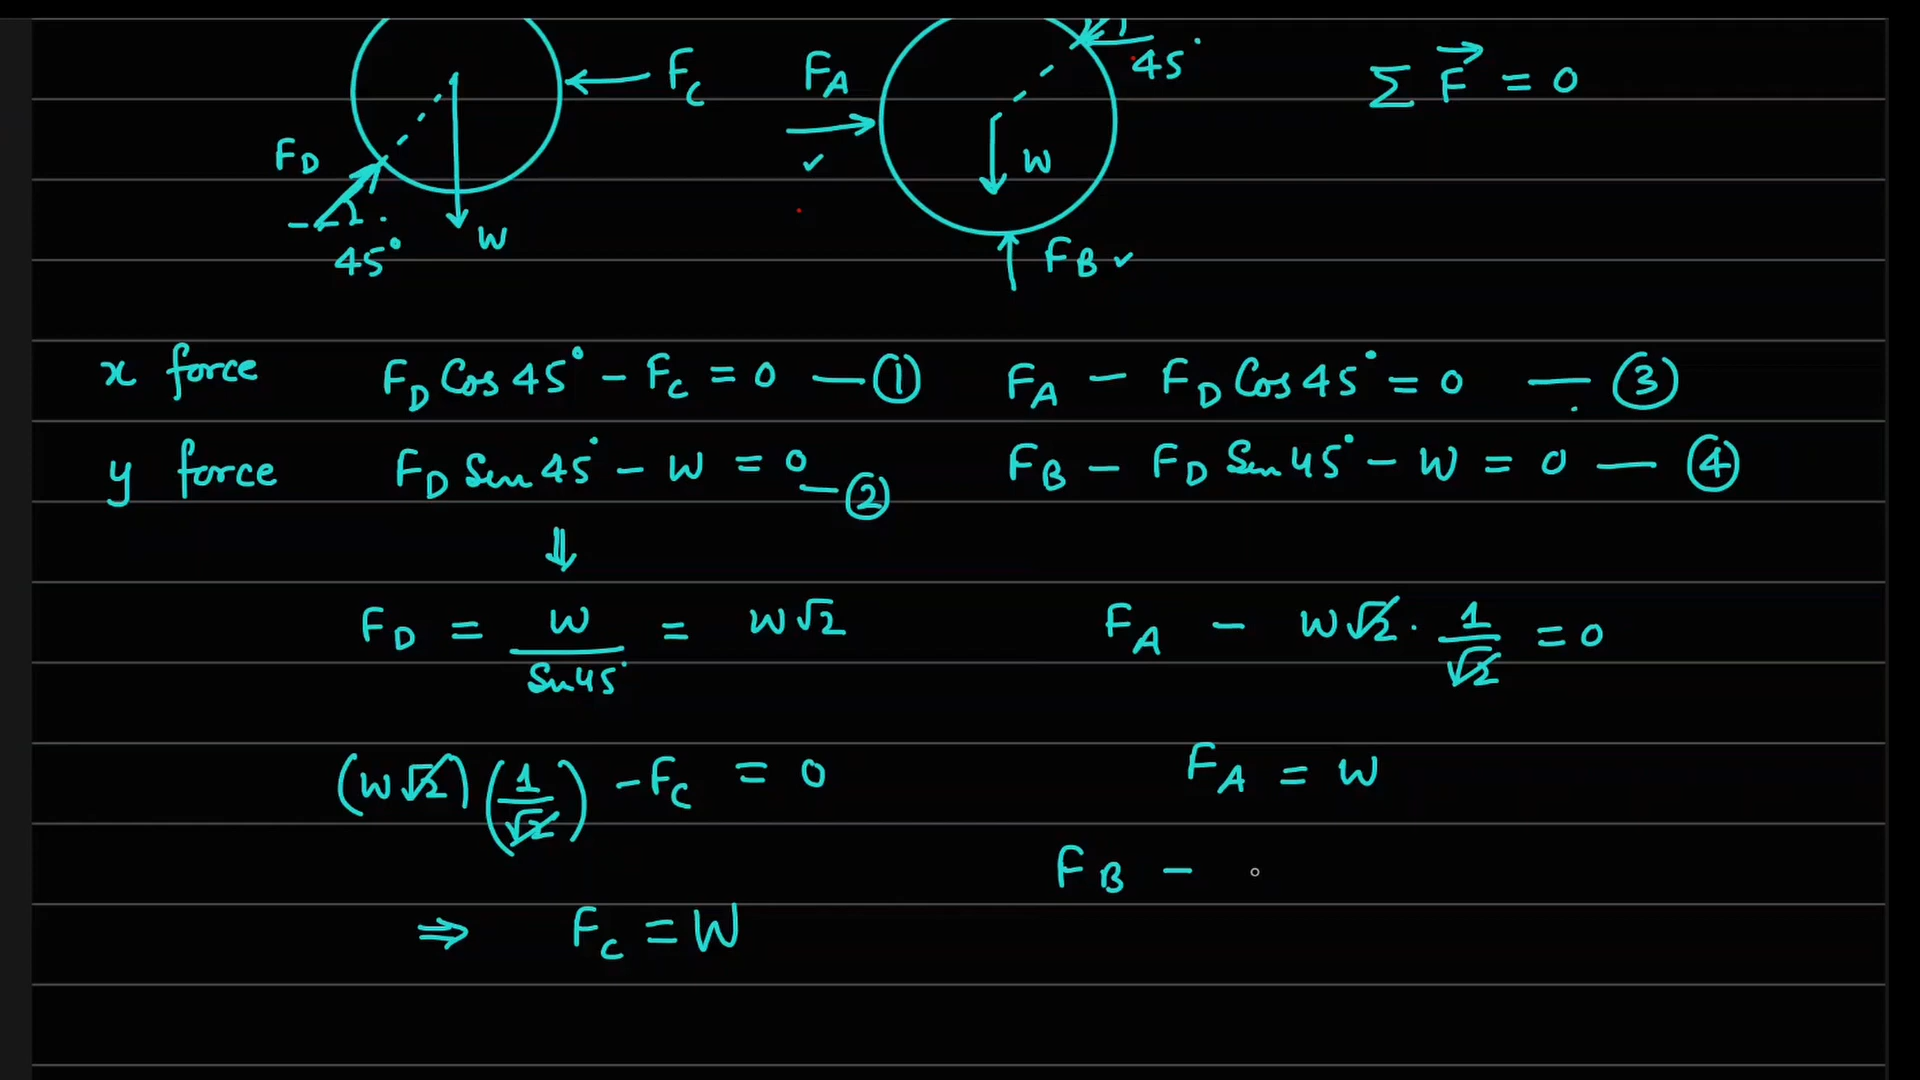 F_C F_A 45° Σ F⃗ = 0
F_D W
45° W F_B ✓
x force F_D Cos 45° - F_C = 0 — ① F_A - F_D Cos 45° = 0 — ③
y force F_D Sin 45° - W = 0 — ② F_B - F_D Sin 45° - W = 0 — ④
⇓
F_D = W / Sin 45° = W√2 F_A - W√2 · 1/√2 = 0
(W√2)(1/√2) - F_C = 0 F_A = W
F_B -
⇒ F_C = W